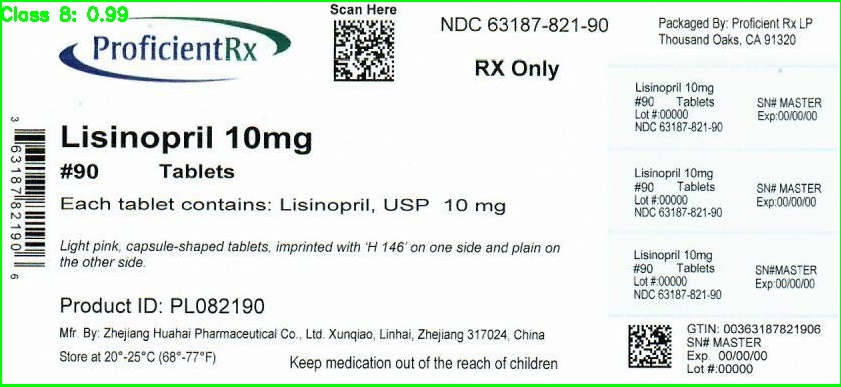 Class 8: 0.99
ProficientRx
Scan Here
NDC 63187-821-90
RX Only
Packaged By: Proficient Rx LP
Thousand Oaks, CA 91320
Lisinopril 10mg
#90 Tablets
Each tablet contains: Lisinopril, USP 10 mg
Light pink, capsule-shaped tablets, imprinted with 'H 146' on one side and plain on
the other side.
Product ID: PL082190
Mfr. By: Zhejiang Huahai Pharmaceutical Co., Ltd. Xunqiao, Linhai, Zhejiang 317024, China
Store at 20°-25°C (68°-77°F)
Keep medication out of the reach of children
3 63187 82190 6
Lisinopril 10mg
#90 Tablets SN# MASTER
Lot #:00000 Exp:00/00/00
NDC 63187-821-90
Lisinopril 10mg
#90 Tablets SN# MASTER
Lot #:00000 Exp:00/00/00
NDC 63187-821-90
Lisinopril 10mg
#90 Tablets SN#MASTER
Lot #:00000 Exp:00/00/00
NDC 63187-821-90
GTIN: 00363187821906
SN# MASTER
Exp. 00/00/00
Lot #:00000